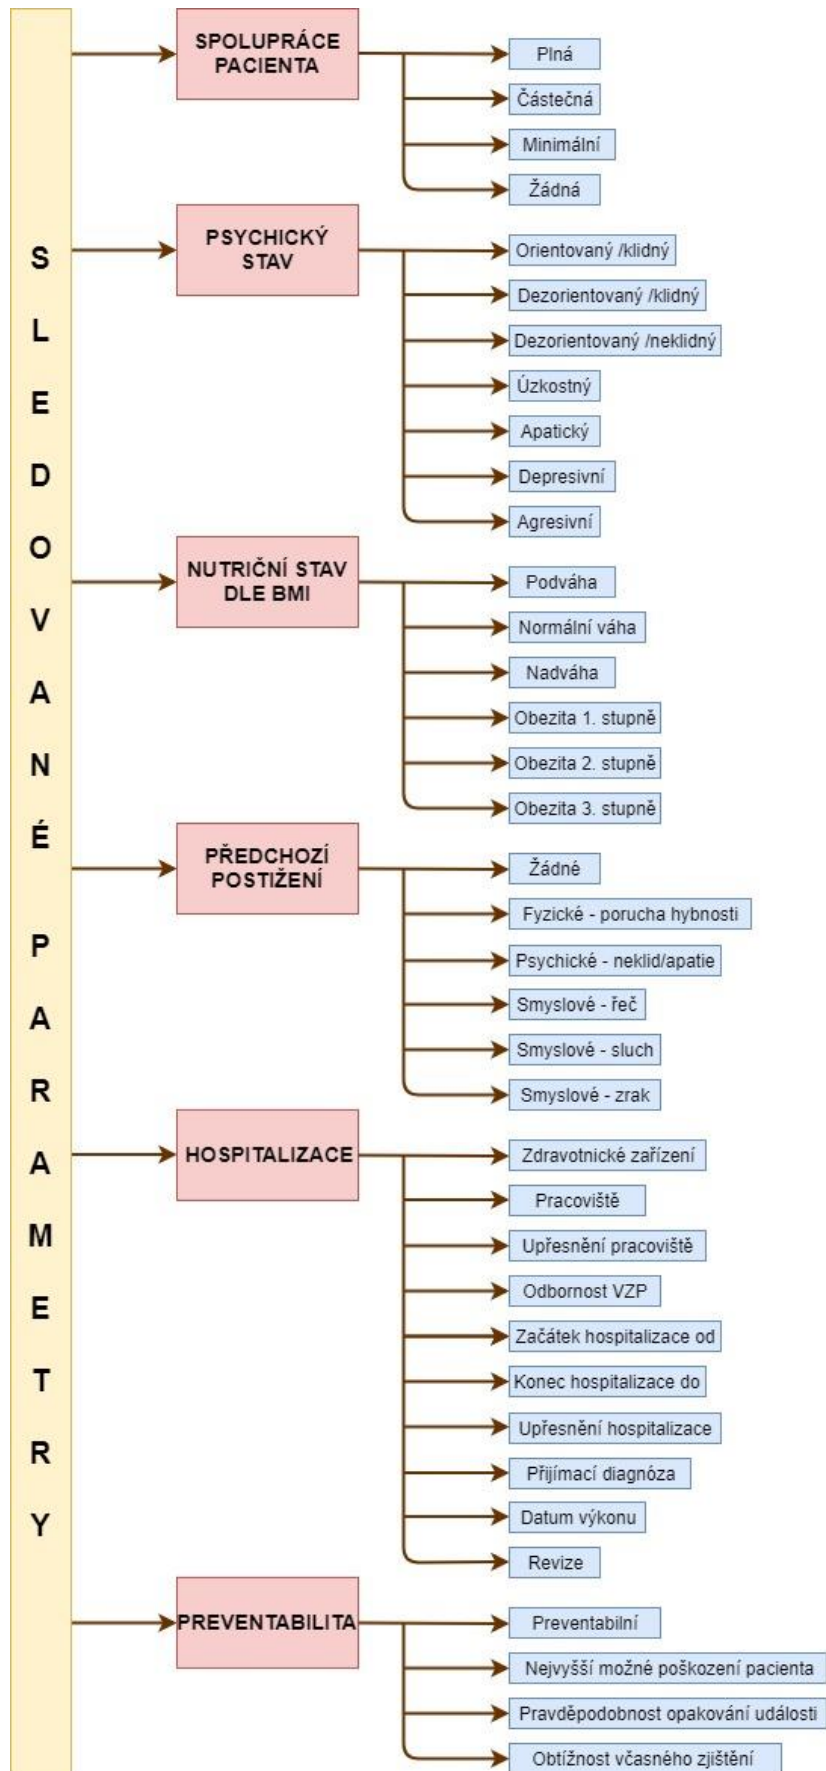 SLEDOVANÉ PARAMETRY
SPOLUPRÁCE
PACIENTA
Plná
Částečná
Minimální
Žádná
PSYCHICKÝ
STAV
Orientovaný /klidný
Dezorientovaný /klidný
Dezorientovaný /neklidný
Úzkostný
Apatický
Depresivní
Agresivní
NUTRIČNÍ STAV
DLE BMI
Podváha
Normální váha
Nadváha
Obezita 1. stupně
Obezita 2. stupně
Obezita 3. stupně
PŘEDCHOZÍ
POSTIŽENÍ
Žádné
Fyzické - porucha hybnosti
Psychické - neklid/apatie
Smyslové - řeč
Smyslové - sluch
Smyslové - zrak
HOSPITALIZACE
Zdravotnické zařízení
Pracoviště
Upřesnění pracoviště
Odbornost VZP
Začátek hospitalizace od
Konec hospitalizace do
Upřesnění hospitalizace
Přijímací diagnóza
Datum výkonu
Revize
PREVENTABILITA
Preventabilní
Nejvyšší možné poškození pacienta
Pravděpodobnost opakování události
Obtížnost včasného zjištění